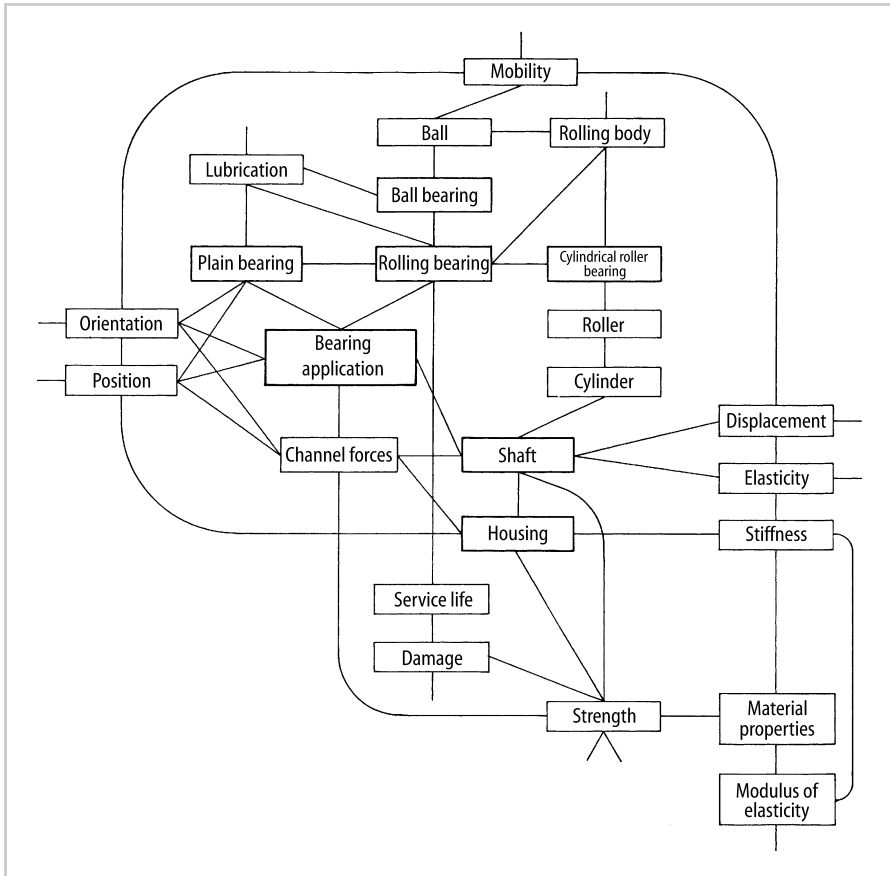 Mobility
Ball
Rolling body
Lubrication
Ball bearing
Plain bearing
Rolling bearing
Cylindrical roller
bearing
Orientation
Roller
Bearing
application
Position
Cylinder
Displacement
Channel forces
Shaft
Elasticity
Housing
Stiffness
Service life
Damage
Strength
Material
properties
Modulus of
elasticity